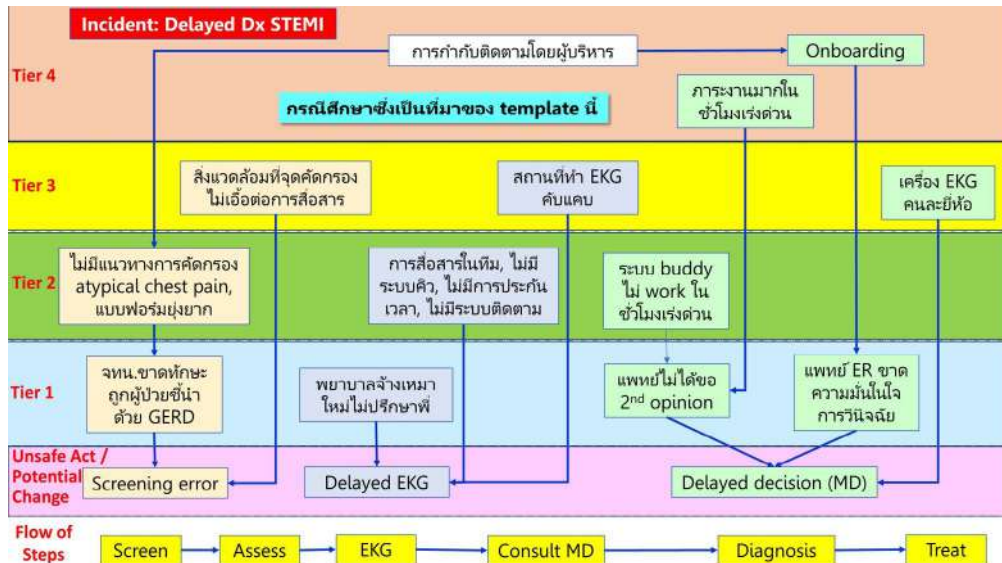 Incident: Delayed Dx STEMI
การกำกับติดตามโดยผู้บริหาร
Onboarding
Tier 4
ภาระงานมากใน
ชั่วโมงเร่งด่วน
กรณีศึกษาซึ่งเป็นที่มาของ template นี้
Tier 3
สิ่งแวดล้อมที่จุดคัดกรอง
ไม่เอื้อต่อการสื่อสาร
สถานที่ทำ EKG
คับแคบ
เครื่อง EKG
คนละยี่ห้อ
Tier 2
ไม่มีแนวทางการคัดกรอง
atypical chest pain,
แบบฟอร์มยุ่งยาก
การสื่อสารในทีม, ไม่มี
ระบบคิว, ไม่มีการประกัน
เวลา, ไม่มีระบบติดตาม
ระบบ buddy
ไม่ work ใน
ชั่วโมงเร่งด่วน
Tier 1
จทน.ขาดทักษะ
ถูกผู้ป่วยชี้นำ
ด้วย GERD
พยาบาลจ้างเหมา
ใหม่ไม่ปรึกษาพี่
แพทย์ไม่ได้ขอ
2nd opinion
แพทย์ ER ขาด
ความมั่นในใจ
การวินิจฉัย
Unsafe Act /
Potential
Change
Screening error
Delayed EKG
Delayed decision (MD)
Flow of
Steps
Screen
Assess
EKG
Consult MD
Diagnosis
Treat